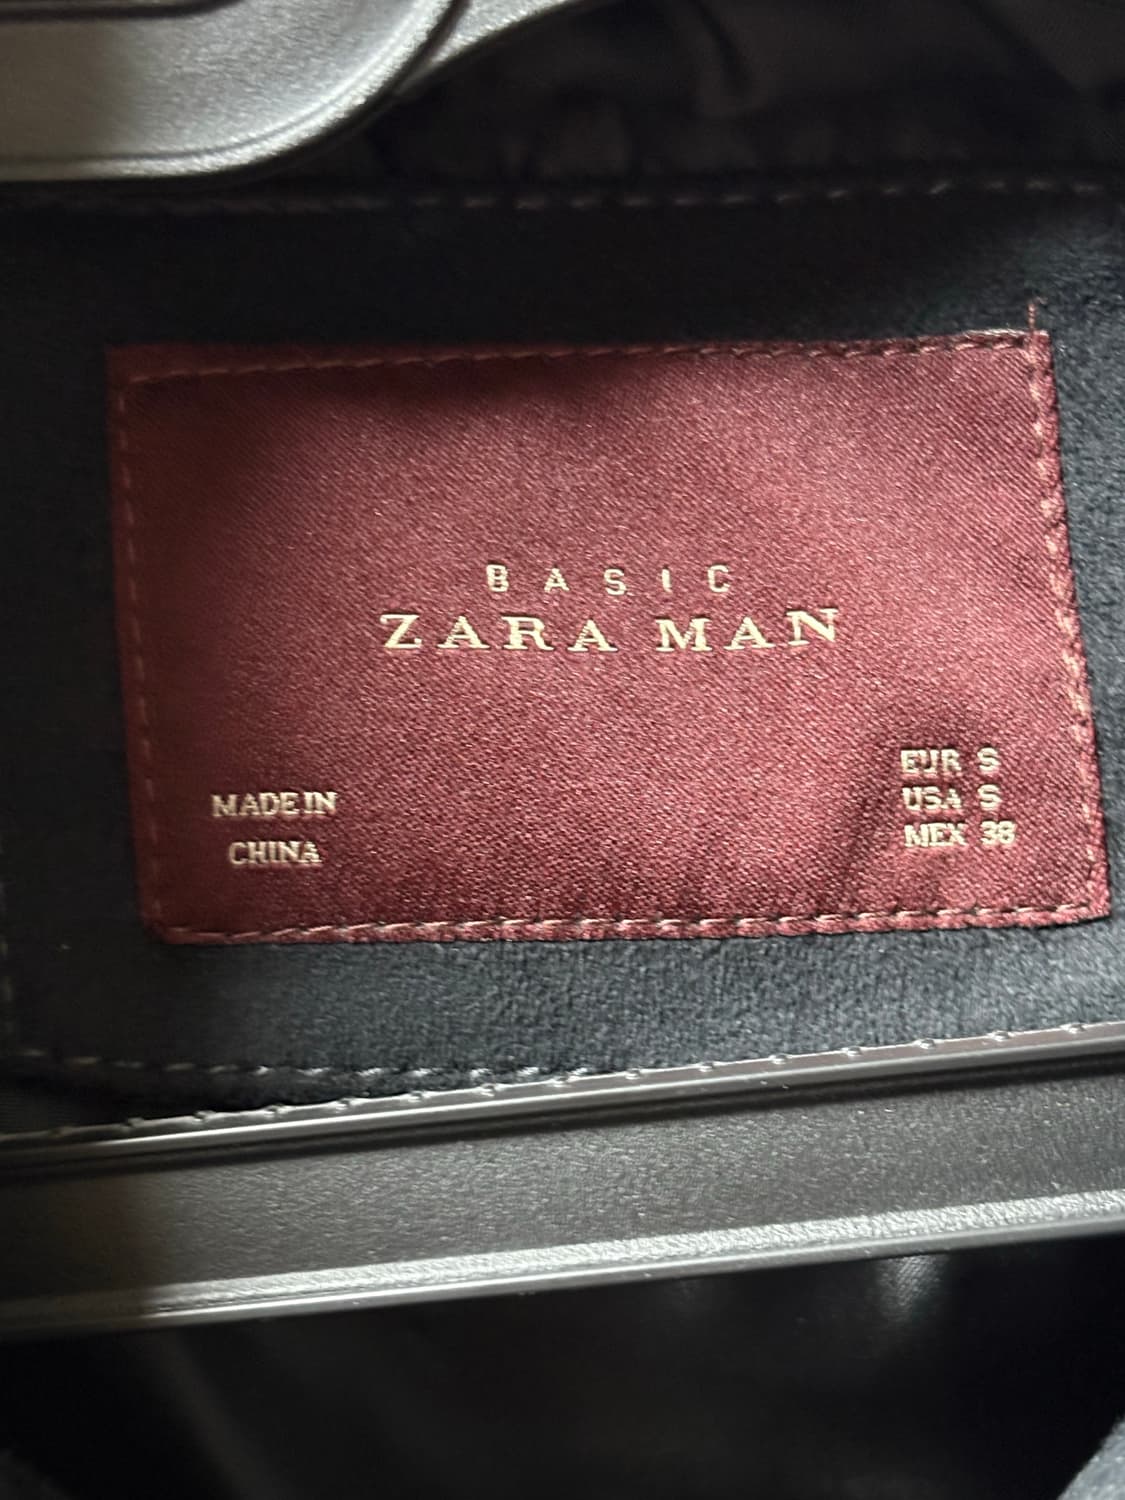 BASIC
ZARA MAN
MADE IN
CHINA
EUR S
USA S
MEX 38